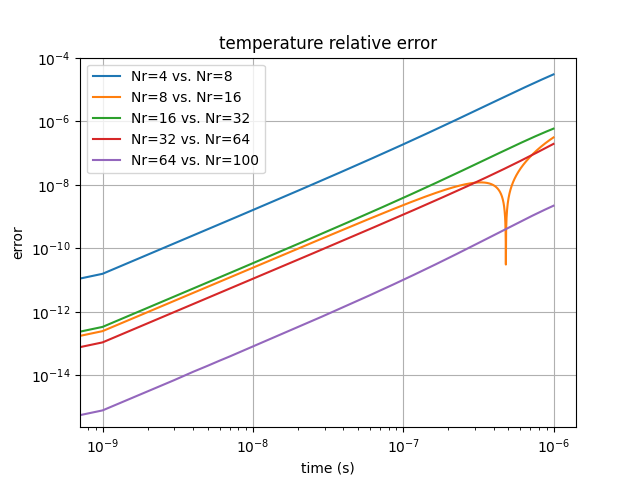 temperature relative error
Nr=4 vs. Nr=8
Nr=8 vs. Nr=16
Nr=16 vs. Nr=32
Nr=32 vs. Nr=64
Nr=64 vs. Nr=100
error
10⁻⁴
10⁻⁶
10⁻⁸
10⁻¹⁰
10⁻¹²
10⁻¹⁴
10⁻⁹ 10⁻⁸ 10⁻⁷ 10⁻⁶
time (s)